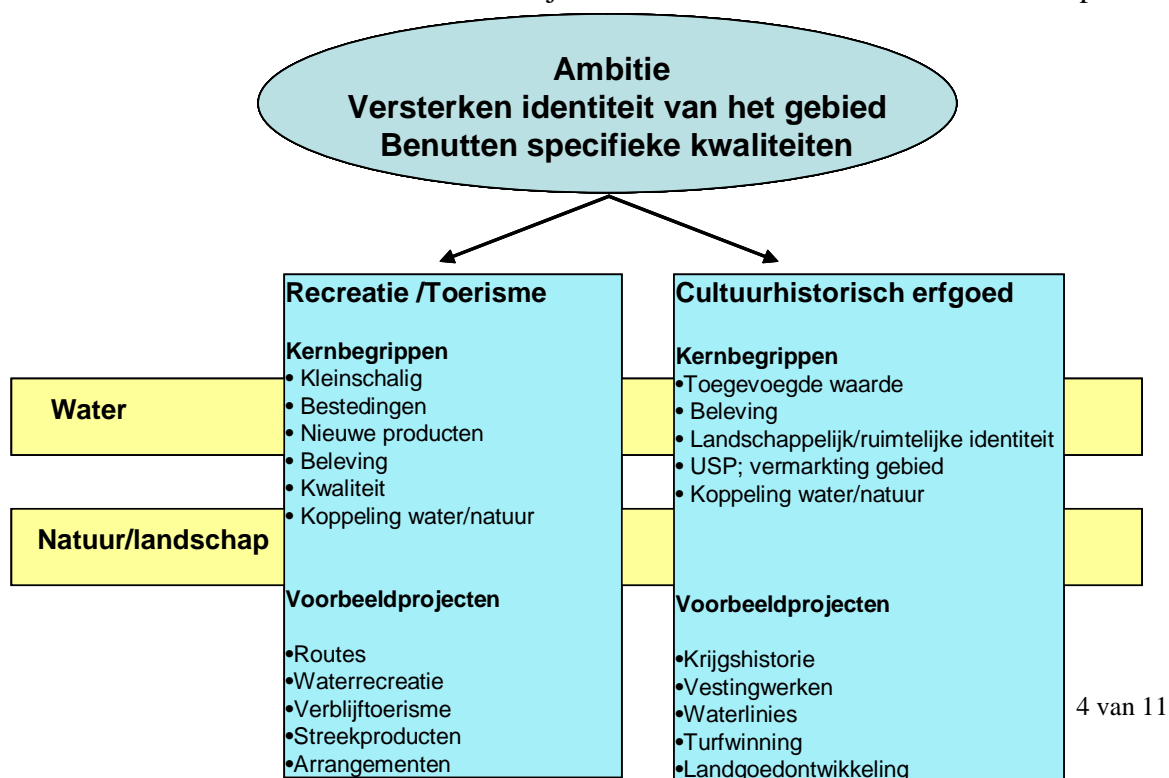 Ambitie
Versterken identiteit van het gebied
Benutten specifieke kwaliteiten
Recreatie /Toerisme
Kernbegrippen
• Kleinschalig
• Bestedingen
• Nieuwe producten
• Beleving
• Kwaliteit
• Koppeling water/natuur
Voorbeeldprojecten
•Routes
•Waterrecreatie
•Verblijftoerisme
•Streekproducten
•Arrangementen
Cultuurhistorisch erfgoed
Kernbegrippen
•Toegevoegde waarde
• Beleving
• Landschappelijk/ruimtelijke identiteit
• USP; vermarkting gebied
• Koppeling water/natuur
Voorbeeldprojecten
•Krijgshistorie
•Vestingwerken
•Waterlinies
•Turfwinning
•Landgoedontwikkeling
Water
Natuur/landschap
4 van 11